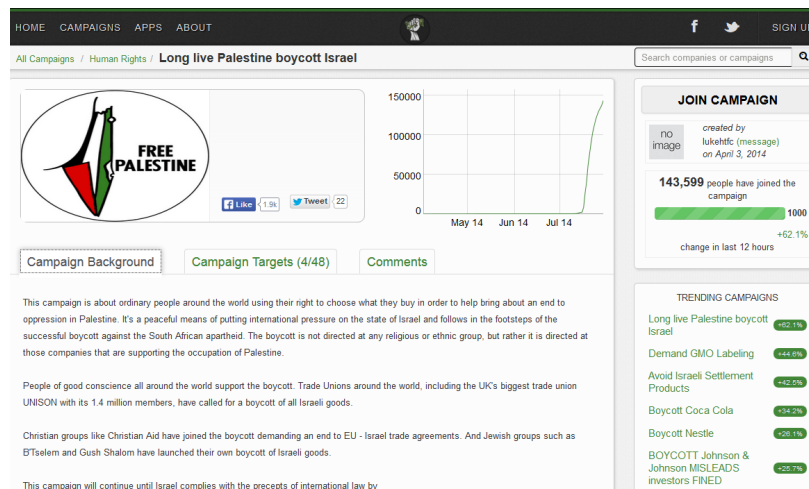 HOME CAMPAIGNS APPS ABOUT
SIGN U
All Campaigns / Human Rights / Long live Palestine boycott Israel
Search companies or campaigns
FREE
PALESTINE
Like 1.9k Tweet 22
150000
100000
50000
0
May 14 Jun 14 Jul 14
JOIN CAMPAIGN
no
image
created by
lukehtfc (message)
on April 3, 2014
143,599 people have joined the
campaign
1000
+62.1%
change in last 12 hours
Campaign Background Campaign Targets (4/48) Comments
This campaign is about ordinary people around the world using their right to choose what they buy in order to help bring about an end to
oppression in Palestine. It's a peaceful means of putting international pressure on the state of Israel and follows in the footsteps of the
successful boycott against the South African apartheid. The boycott is not directed at any religious or ethnic group, but rather it is directed at
those companies that are supporting the occupation of Palestine.
People of good conscience all around the world support the boycott. Trade Unions around the world, including the UK's biggest trade union
UNISON with its 1.4 million members, have called for a boycott of all Israeli goods.
Christian groups like Christian Aid have joined the boycott demanding an end to EU - Israel trade agreements. And Jewish groups such as
B'Tselem and Gush Shalom have launched their own boycott of Israeli goods.
This campaign will continue until Israel complies with the precepts of international law by
TRENDING CAMPAIGNS
Long live Palestine boycott
Israel +62.1%
Demand GMO Labeling +44.6%
Avoid Israeli Settlement
Products +42.5%
Boycott Coca Cola +34.2%
Boycott Nestle +26.1%
BOYCOTT Johnson &
Johnson MISLEADS +25.7%
investors FINED